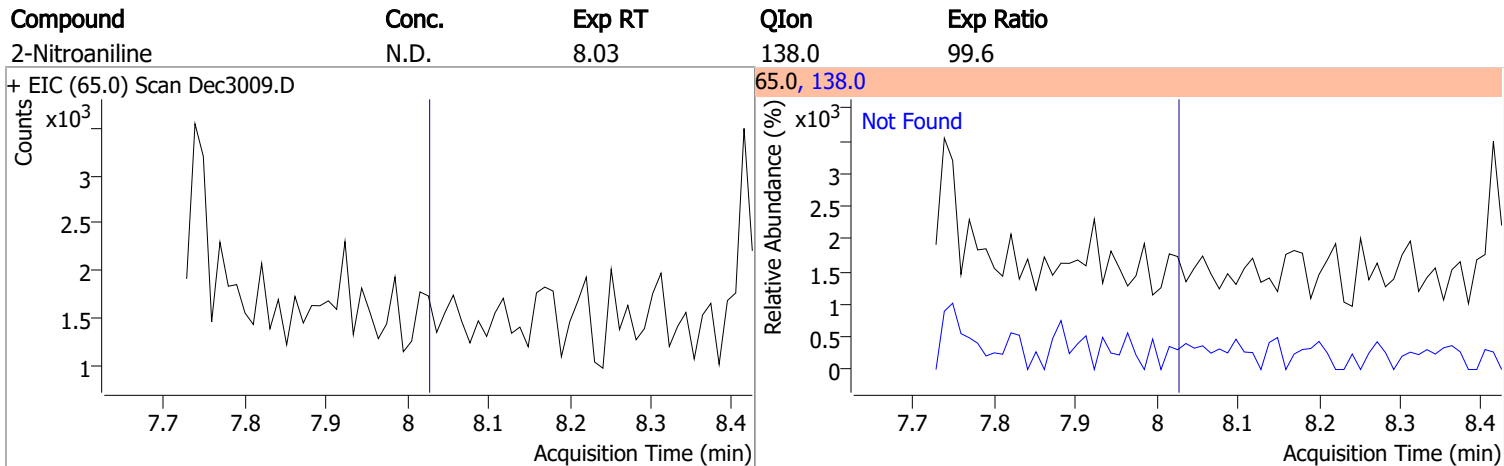 Compound Conc. Exp RT QIon Exp Ratio
2-Nitroaniline N.D. 8.03 138.0 99.6
+ EIC (65.0) Scan Dec3009.D
Counts
x10³
3
2.5
2
1.5
1
7.7 7.8 7.9 8 8.1 8.2 8.3 8.4
Acquisition Time (min)
65.0, 138.0
Relative Abundance (%)
x10³
Not Found
3
2.5
2
1.5
1
0.5
0
7.7 7.8 7.9 8 8.1 8.2 8.3 8.4
Acquisition Time (min)